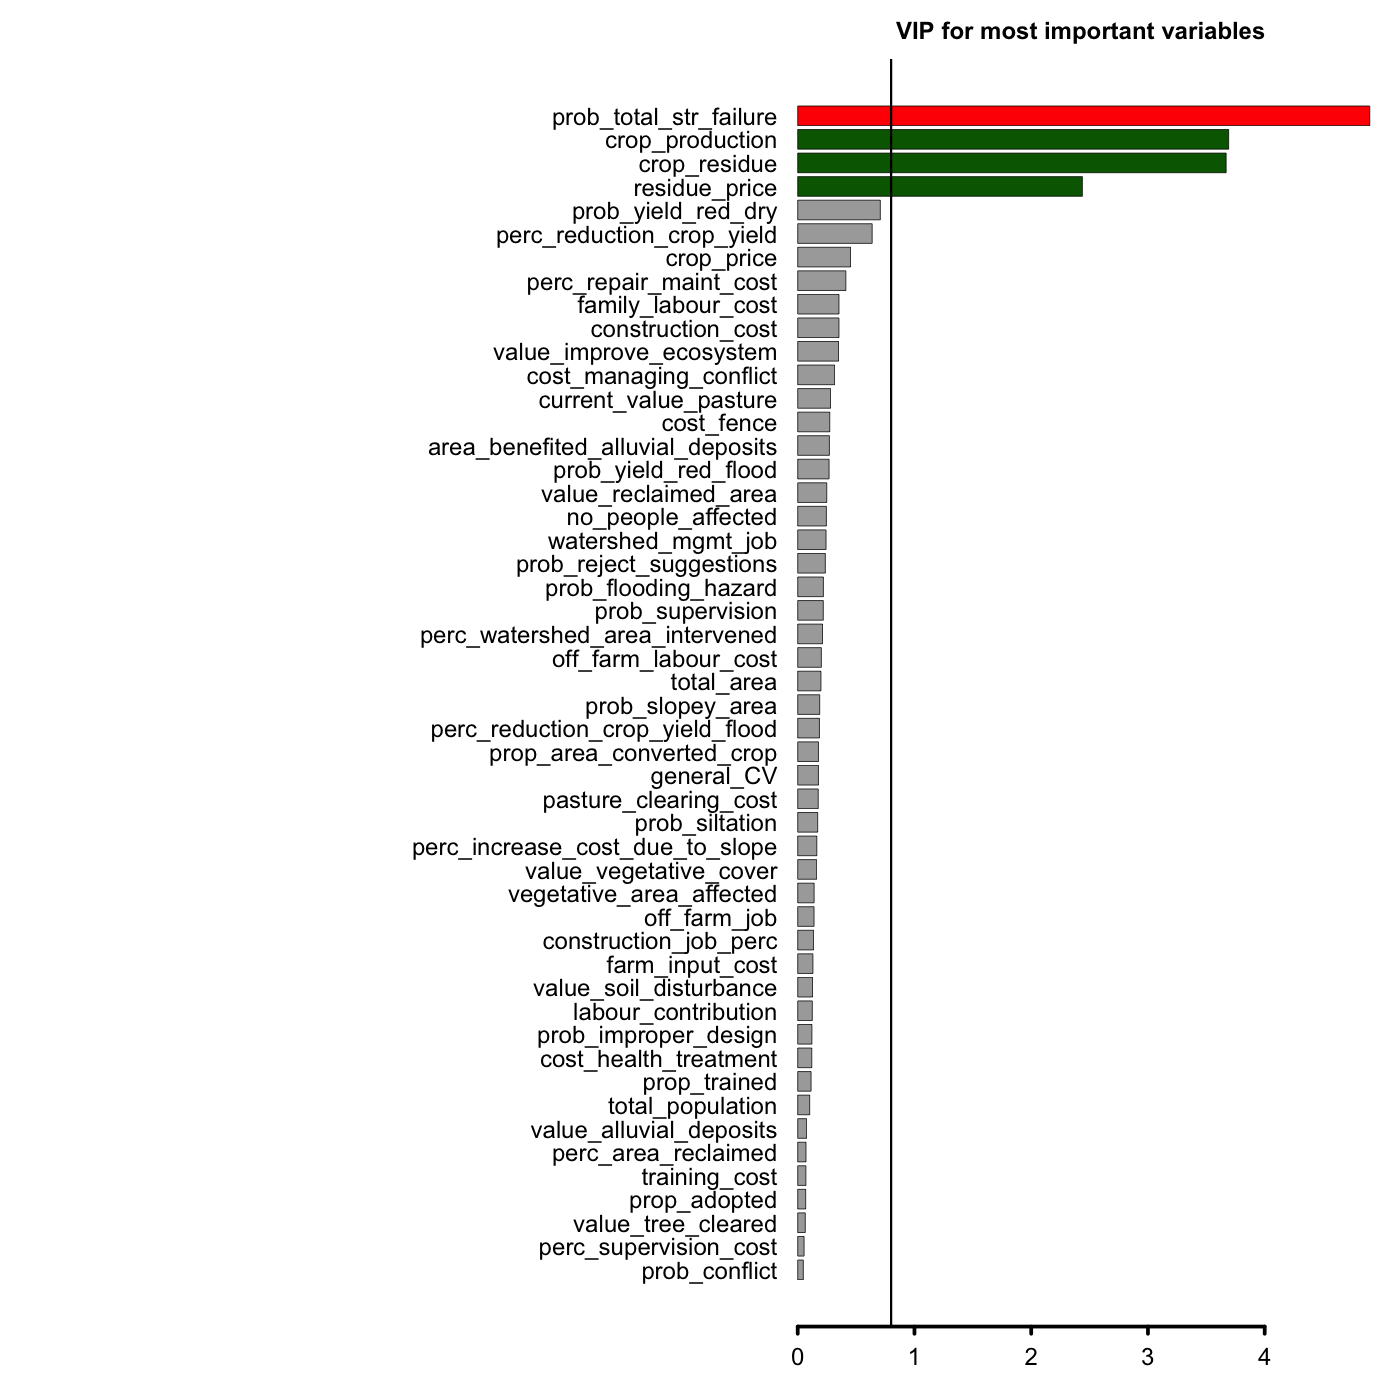 VIP for most important variables
prob_total_str_failure
crop_production
crop_residue
residue_price
prob_yield_red_dry
perc_reduction_crop_yield
crop_price
perc_repair_maint_cost
family_labour_cost
construction_cost
value_improve_ecosystem
cost_managing_conflict
current_value_pasture
cost_fence
area_benefited_alluvial_deposits
prob_yield_red_flood
value_reclaimed_area
no_people_affected
watershed_mgmt_job
prob_reject_suggestions
prob_flooding_hazard
prob_supervision
perc_watershed_area_intervened
off_farm_labour_cost
total_area
prob_slopey_area
perc_reduction_crop_yield_flood
prop_area_converted_crop
general_CV
pasture_clearing_cost
prob_siltation
perc_increase_cost_due_to_slope
value_vegetative_cover
vegetative_area_affected
off_farm_job
construction_job_perc
farm_input_cost
value_soil_disturbance
labour_contribution
prob_improper_design
cost_health_treatment
prop_trained
total_population
value_alluvial_deposits
perc_area_reclaimed
training_cost
prop_adopted
value_tree_cleared
perc_supervision_cost
prob_conflict
0 1 2 3 4